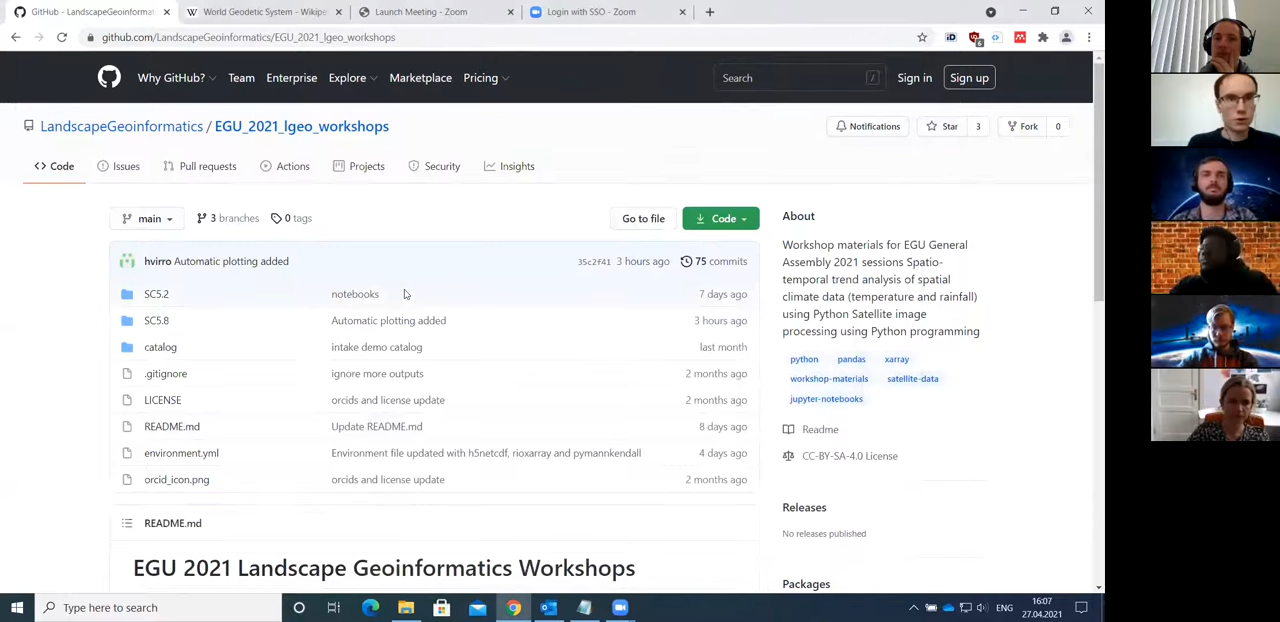 GitHub - LandscapeGeoinformat
World Geodetic System - Wikipe
Launch Meeting - Zoom
Login with SSO - Zoom
github.com/LandscapeGeoinformatics/EGU_2021_lgeo_workshops
Why GitHub? Team Enterprise Explore Marketplace Pricing
Search /
Sign in Sign up
LandscapeGeoinformatics / EGU_2021_lgeo_workshops
Notifications Star 3 Fork 0
Code Issues Pull requests Actions Projects Security Insights
main 3 branches 0 tags Go to file Code
hvirro Automatic plotting added 35c2f41 3 hours ago 75 commits
SC5.2 notebooks 7 days ago
SC5.8 Automatic plotting added 3 hours ago
catalog intake demo catalog last month
.gitignore ignore more outputs 2 months ago
LICENSE orcids and license update 2 months ago
README.md Update README.md 8 days ago
environment.yml Environment file updated with h5netcdf, rioxarray and pymannkendall 4 days ago
orcid_icon.png orcids and license update 2 months ago
README.md
EGU 2021 Landscape Geoinformatics Workshops
About
Workshop materials for EGU General
Assembly 2021 sessions Spatio-
temporal trend analysis of spatial
climate data (temperature and rainfall)
using Python Satellite image
processing using Python programming
python pandas xarray
workshop-materials satellite-data
jupyter-notebooks
Readme
CC-BY-SA-4.0 License
Releases
No releases published
Packages
Type here to search
ENG
16:07
27.04.2021